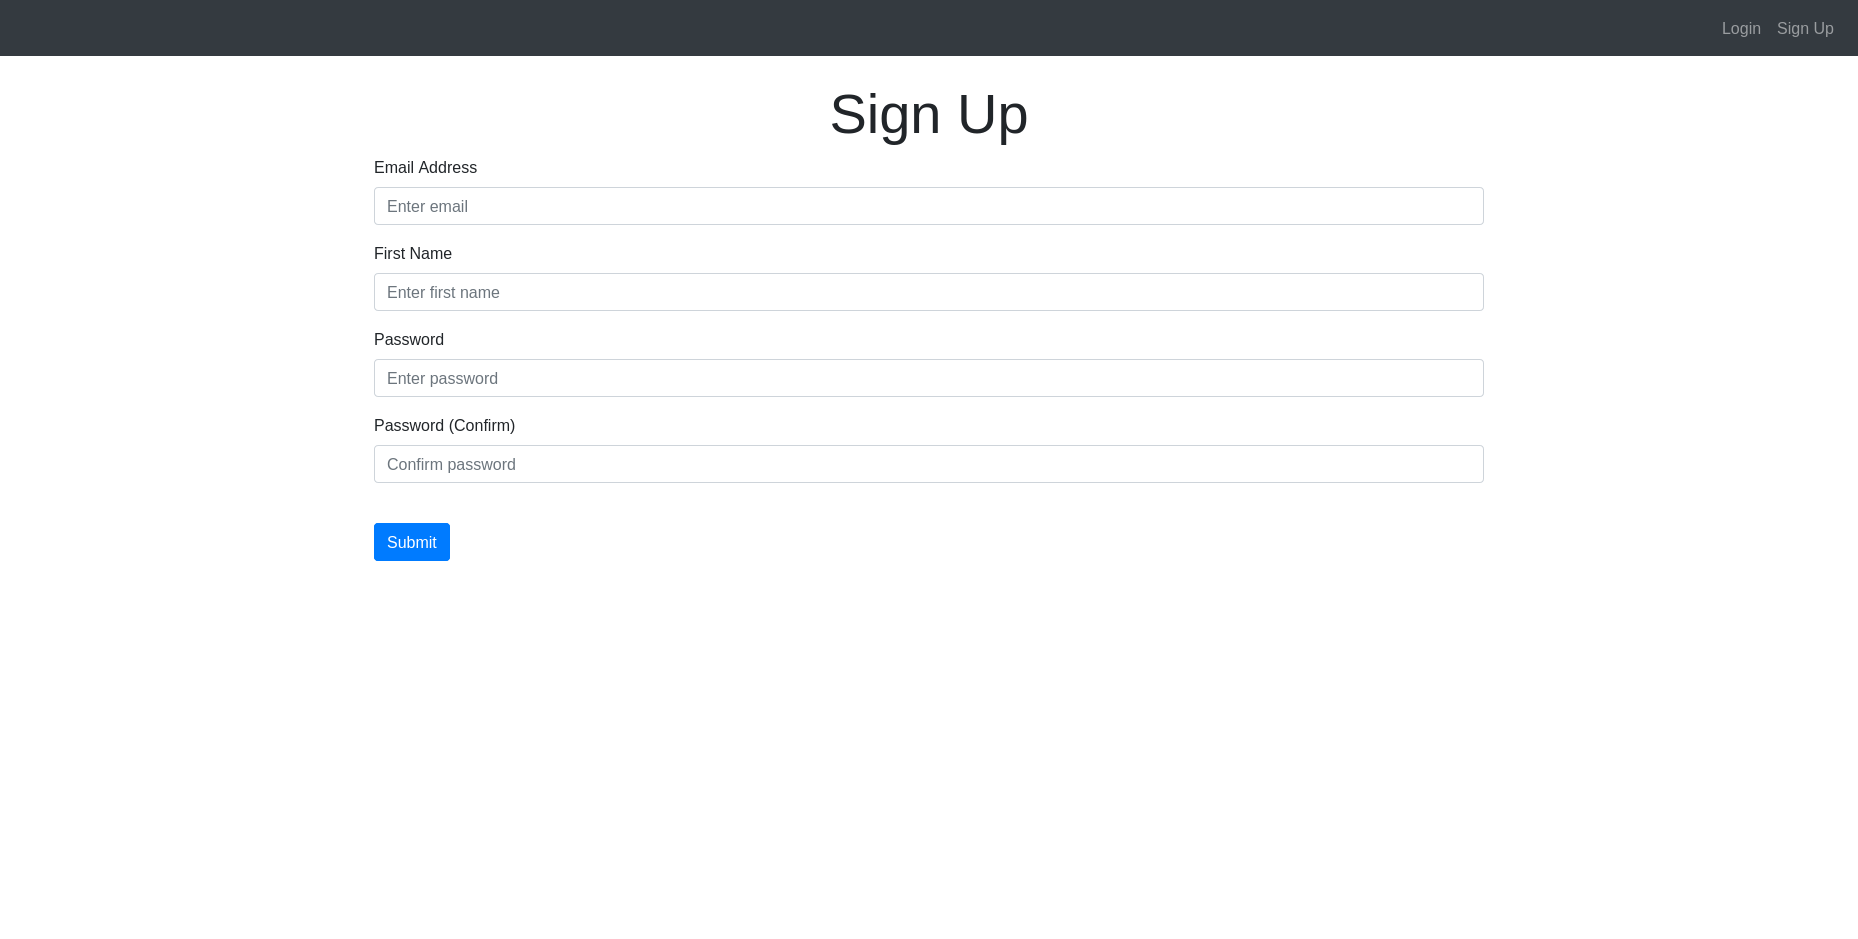 Login Sign Up
Sign Up
Email Address
Enter email
First Name
Enter first name
Password
Enter password
Password (Confirm)
Confirm password
Submit